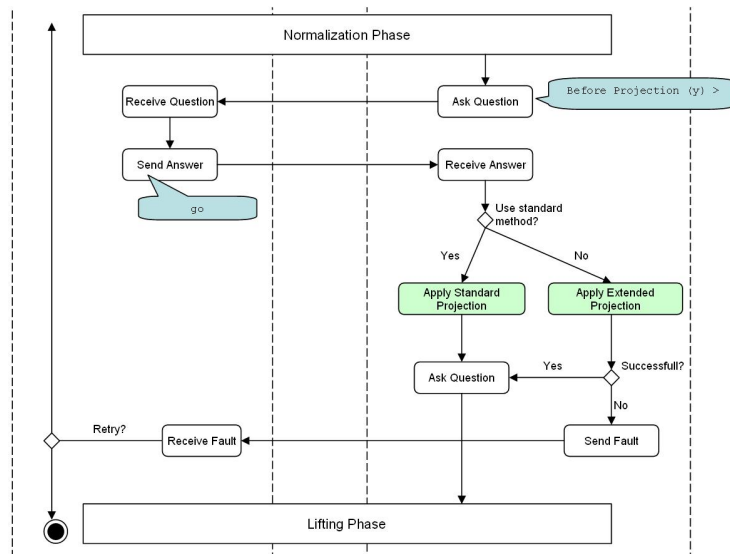 Normalization Phase
Before Projection (y) >
Receive Question
Ask Question
Send Answer
Receive Answer
go
Use standard
method?
Yes
No
Apply Standard
Projection
Apply Extended
Projection
Ask Question
Yes
Successfull?
No
Retry?
Receive Fault
Send Fault
Lifting Phase